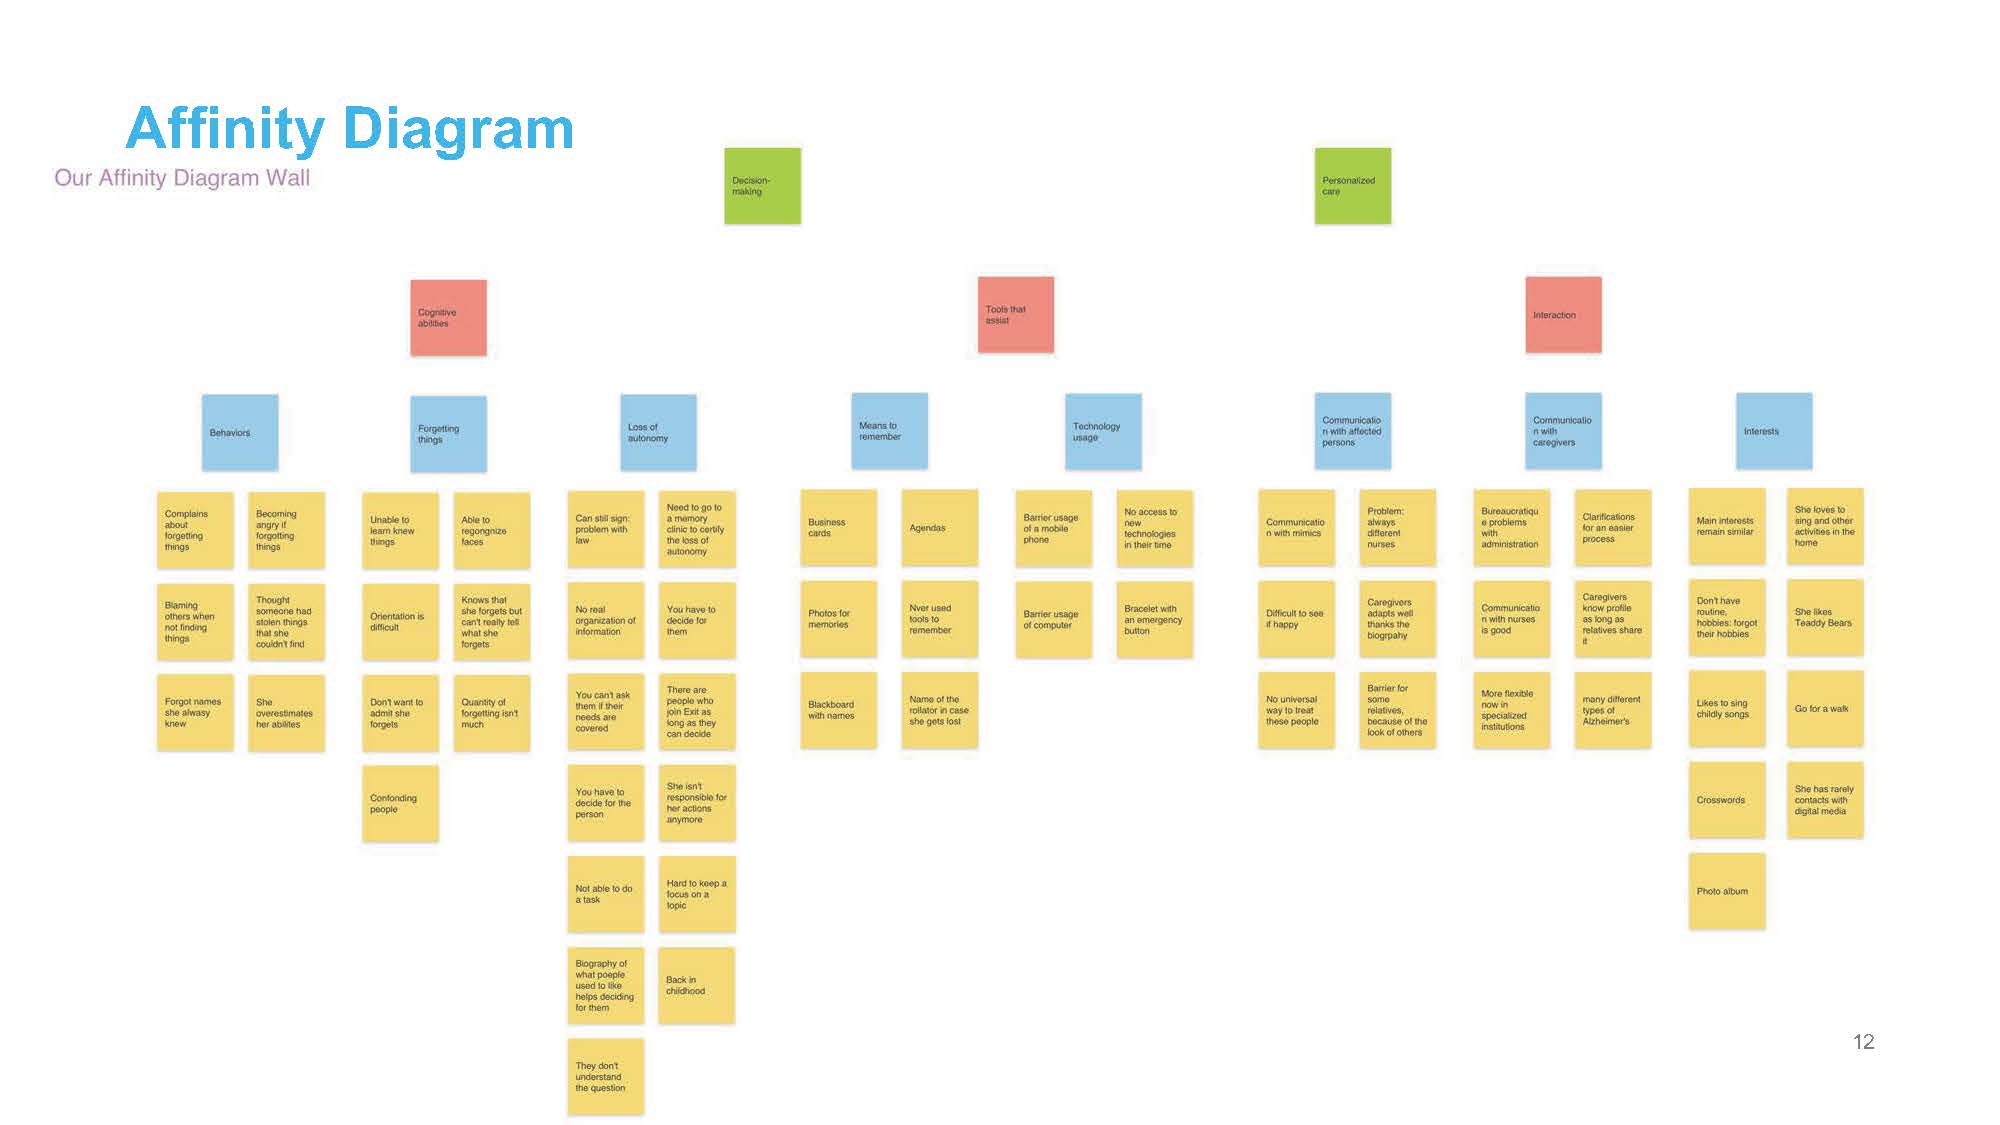 Affinity Diagram
Our Affinity Diagram Wall
Decision-
making
Personalized
care
Cognitive
abilities
Tools that
assist
Interaction
Behaviors
Forgetting
things
Loss of
autonomy
Means to
remember
Technology
usage
Communicatio
n with affected
persons
Communicatio
n with
caregivers
Interests
Complains
about
forgetting
things
Becoming
angry if
forgotting
things
Blaming
others when
not finding
things
Thought
someone had
stolen things
that she
couldn't find
Forgot names
she alwasy
knew
She
overestimates
her abilites
Unable to
learn knew
things
Able to
regongnize
faces
Orientation is
difficult
Knows that
she forgets but
can't really tell
what she
forgets
Don't want to
admit she
forgets
Quantity of
forgetting isn't
much
Confonding
people
Can still sign:
problem with
law
Need to go to
a memory
clinic to certify
the loss of
autonomy
No real
organization of
information
You have to
decide for
them
You can't ask
them if their
needs are
covered
There are
people who
join Exit as
long as they
can decide
You have to
decide for the
person
She isn't
responsible for
her actions
anymore
Not able to do
a task
Hard to keep a
focus on a
topic
Biography of
what poeple
used to like
helps deciding
for them
Back in
childhood
They don't
understand
the question
Business
cards
Agendas
Photos for
memories
Nver used
tools to
remember
Blackboard
with names
Name of the
rollator in case
she gets lost
Barrier usage
of a mobile
phone
No access to
new
technologies
in their time
Barrier usage
of computer
Bracelet with
an emergency
button
Communicatio
n with mimics
Problem:
always
different
nurses
Difficult to see
if happy
Caregivers
adapts well
thanks the
biogrpahy
No universal
way to treat
these people
Barrier for
some
relatives,
because of the
look of others
Bureaucratiqu
e problems
with
administration
Clarifications
for an easier
process
Communicatio
n with nurses
is good
Caregivers
know profile
as long as
relatives share
it
More flexible
now in
specialized
institutions
many different
types of
Alzheimer's
Main interests
remain similar
She loves to
sing and other
activities in the
home
Don't have
routine,
hobbies: forgot
their hobbies
She likes
Teaddy Bears
Likes to sing
childly songs
Go for a walk
Crosswords
She has rarely
contacts with
digital media
Photo album
12